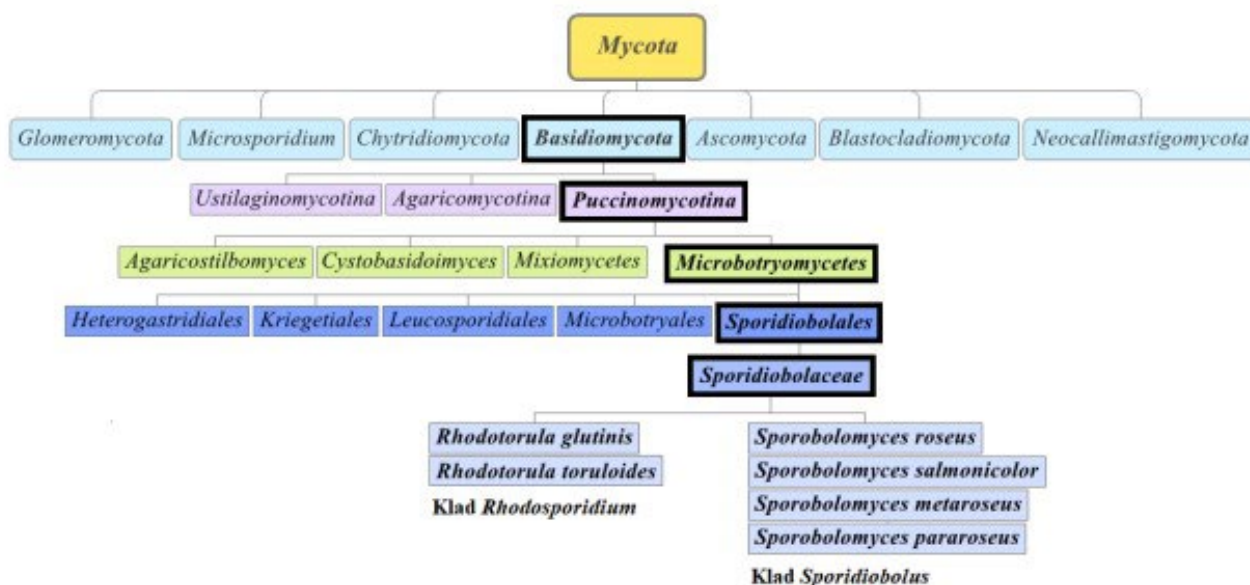 Mycota
Glomeromycota Microsporidium Chytridiomycota Basidiomycota Ascomycota Blastocladiomycota Neocallimastigomycota
Ustilaginomycotina Agaricomycotina Puccinomycotina
Agaricostilbomyces Cystobasidoimyces Mixiomycetes Microbotryomycetes
Heterogastridiales Kriegetiales Leucosporidiales Microbotryales Sporidiobolales
Sporidiobolaceae
Rhodotorula glutinis Sporobolomyces roseus
Rhodotorula toruloides Sporobolomyces salmonicolor
Klad Rhodosporidium Sporobolomyces metaroseus
Sporobolomyces pararoseus
Klad Sporidiobolus